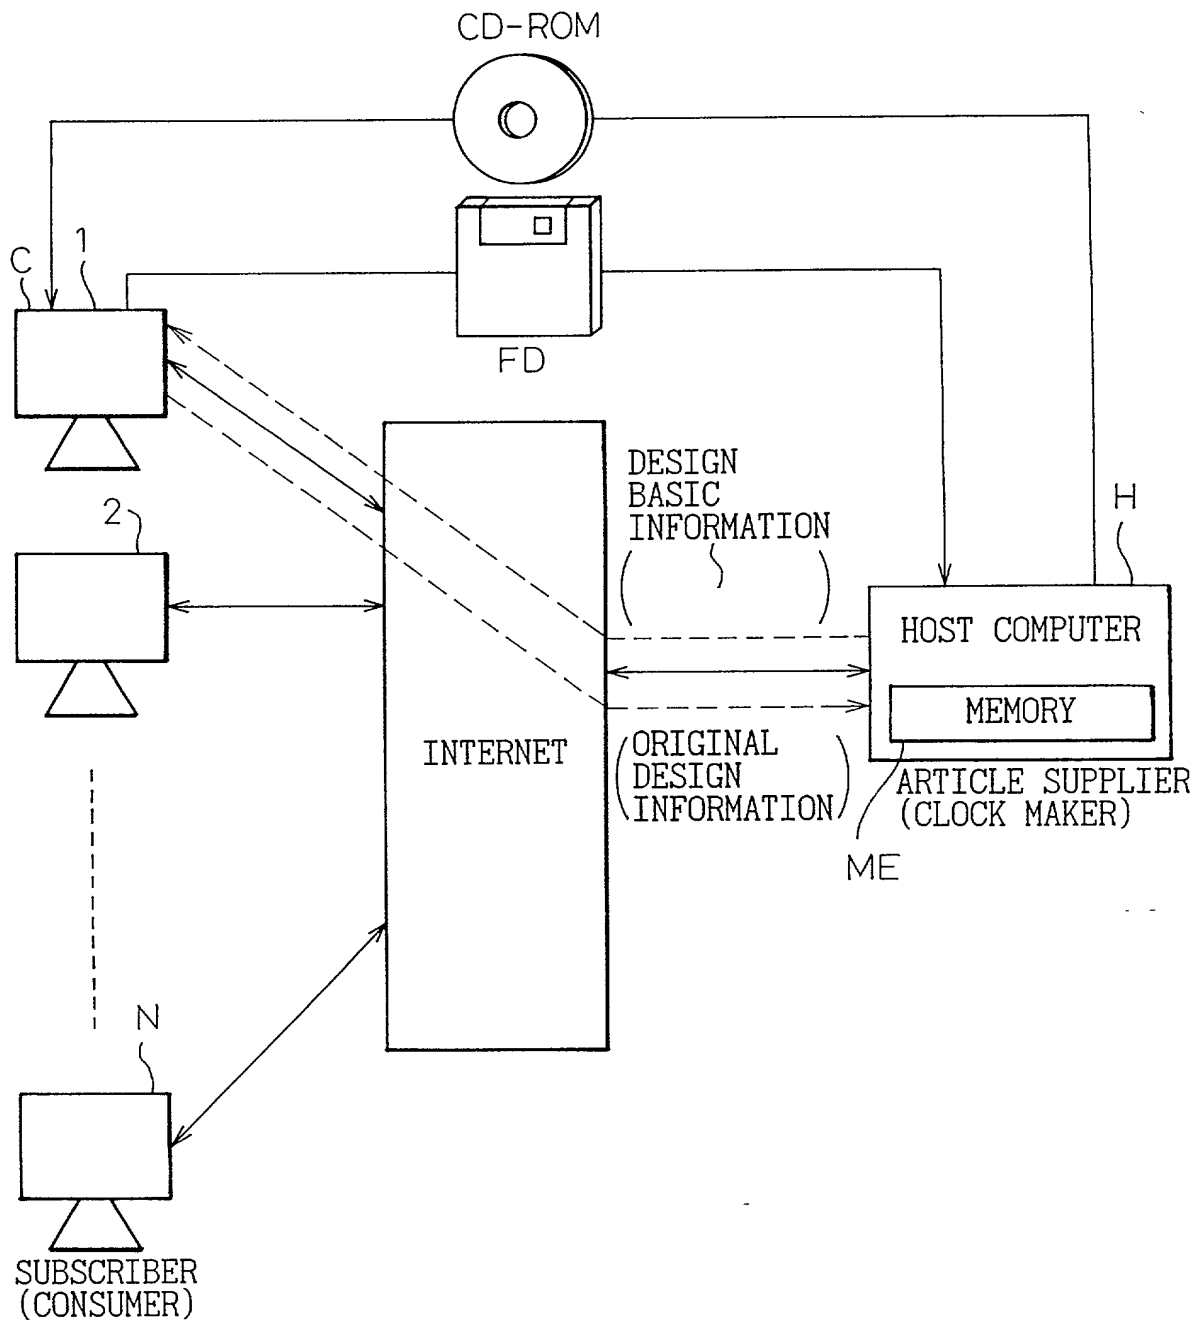 CD-ROM
C
1
FD
DESIGN
BASIC
INFORMATION
H
2
HOST COMPUTER
MEMORY
INTERNET
ORIGINAL
DESIGN
INFORMATION
ARTICLE SUPPLIER
(CLOCK MAKER)
ME
N
SUBSCRIBER
(CONSUMER)